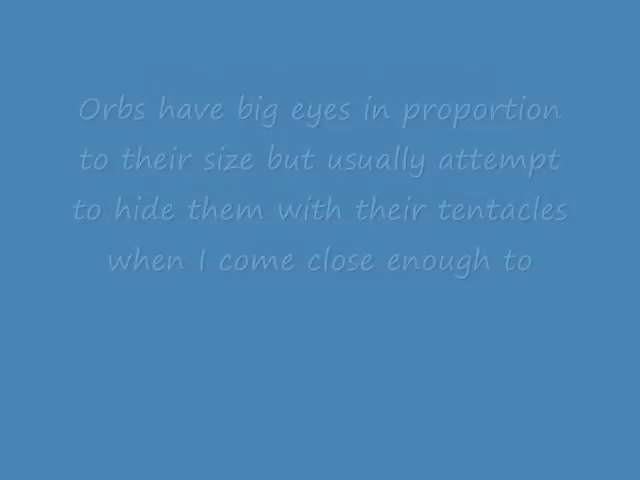 Orbs have big eyes in proportion
to their size but usually attempt
to hide them with their tentacles
when I come close enough to